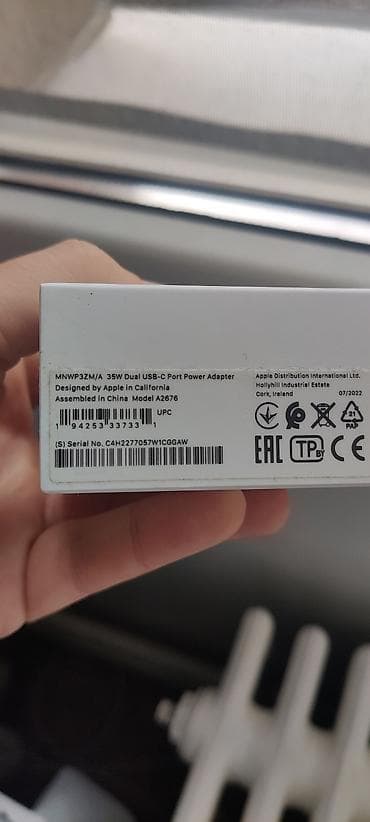 MNWP3ZM/A 35W Dual USB-C Port Power Adapter
Designed by Apple in California
Assembled in China Model A2676
UPC
1 94253 33733 1
(S) Serial No. C4H2277057W1CGGAW
Apple Distribution International Ltd.
Hollyhill Industrial Estate
Cork, Ireland 07/2022
21
PAP
EAC TP BY CE